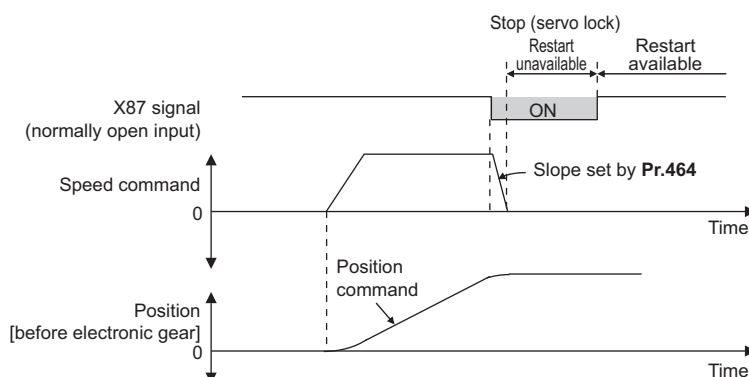 Stop (servo lock)
Restart
unavailable
Restart
available
X87 signal
(normally open input)
ON
Speed command
Slope set by Pr.464
0
Time
Position
command
Position
[before electronic gear]
0
Time